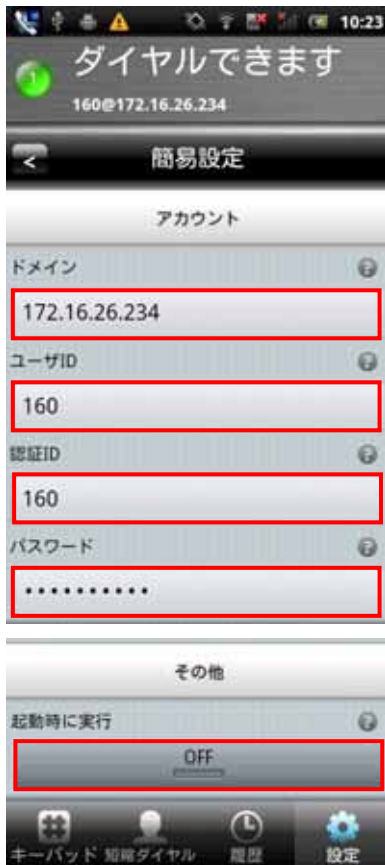 10:23
1
ダイヤルできます
160@172.16.26.234
<
簡易設定
アカウント
ドメイン ?
172.16.26.234
ユーザID ?
160
認証ID ?
160
パスワード ?
••••••••••
その他
起動時に実行 ?
OFF
キーパッド 短縮ダイヤル 履歴 設定